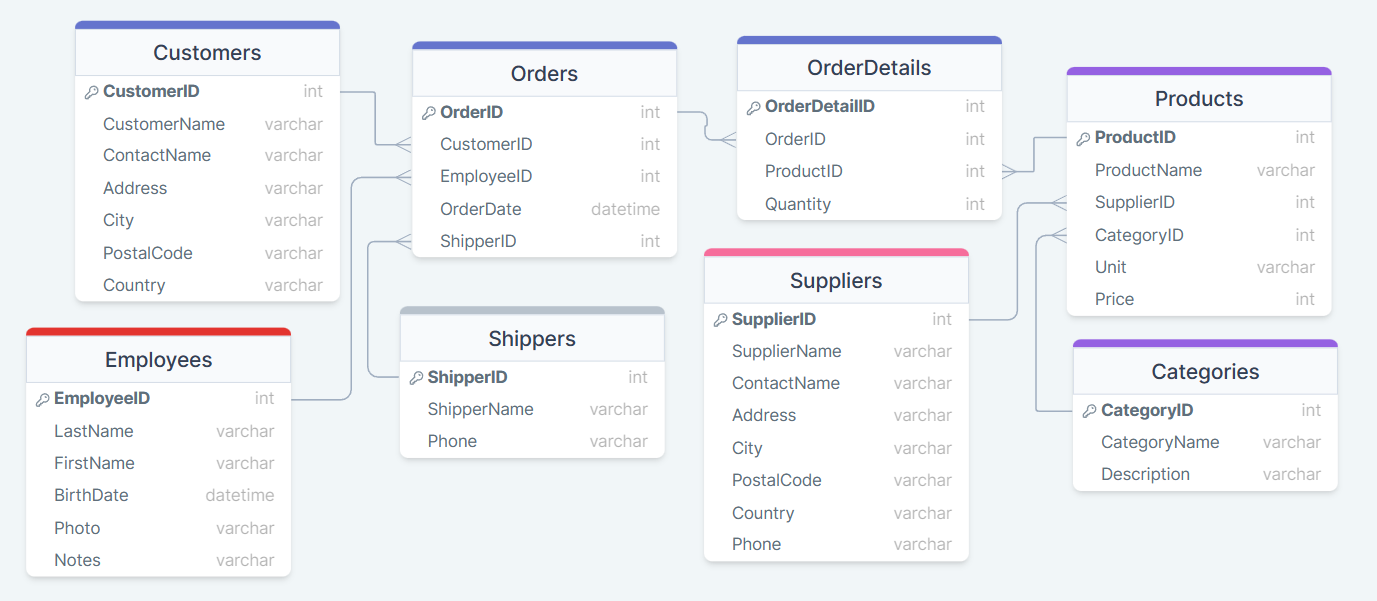 Customers
CustomerID int
CustomerName varchar
ContactName varchar
Address varchar
City varchar
PostalCode varchar
Country varchar
Orders
OrderID int
CustomerID int
EmployeeID int
OrderDate datetime
ShipperID int
OrderDetails
OrderDetailID int
OrderID int
ProductID int
Quantity int
Products
ProductID int
ProductName varchar
SupplierID int
CategoryID int
Unit varchar
Price int
Employees
EmployeeID int
LastName varchar
FirstName varchar
BirthDate datetime
Photo varchar
Notes varchar
Shippers
ShipperID int
ShipperName varchar
Phone varchar
Suppliers
SupplierID int
SupplierName varchar
ContactName varchar
Address varchar
City varchar
PostalCode varchar
Country varchar
Phone varchar
Categories
CategoryID int
CategoryName varchar
Description varchar